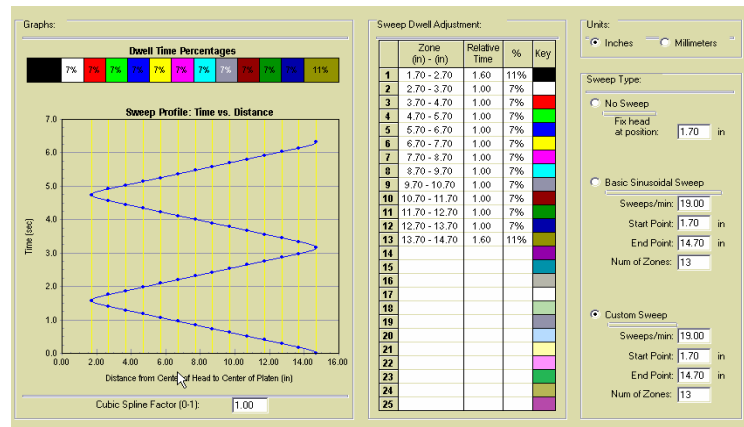 Graphs:
Dwell Time Percentages
7% 7% 7% 7% 7% 7% 7% 7% 7% 7% 7% 11%
Sweep Profile: Time vs. Distance
7.0
6.0
5.0
4.0
3.0
2.0
1.0
0.0
Time (sec)
0.00 2.00 4.00 6.00 8.00 10.00 12.00 14.00 16.00
Distance from Center of Head to Center of Platen (in)
Cubic Spline Factor (0-1): 1.00
Sweep Dwell Adjustment:
Zone (in) - (in) Relative Time % Key
1 1.70 - 2.70 1.60 11%
2 2.70 - 3.70 1.00 7%
3 3.70 - 4.70 1.00 7%
4 4.70 - 5.70 1.00 7%
5 5.70 - 6.70 1.00 7%
6 6.70 - 7.70 1.00 7%
7 7.70 - 8.70 1.00 7%
8 8.70 - 9.70 1.00 7%
9 9.70 - 10.70 1.00 7%
10 10.70 - 11.70 1.00 7%
11 11.70 - 12.70 1.00 7%
12 12.70 - 13.70 1.00 7%
13 13.70 - 14.70 1.60 11%
14
15
16
17
18
19
20
21
22
23
24
25
Units:
Inches Millimeters
Sweep Type:
No Sweep
Fix head
at position: 1.70 in
Basic Sinusoidal Sweep
Sweeps/min: 19.00
Start Point: 1.70 in
End Point: 14.70 in
Num of Zones: 13
Custom Sweep
Sweeps/min: 19.00
Start Point: 1.70 in
End Point: 14.70 in
Num of Zones: 13